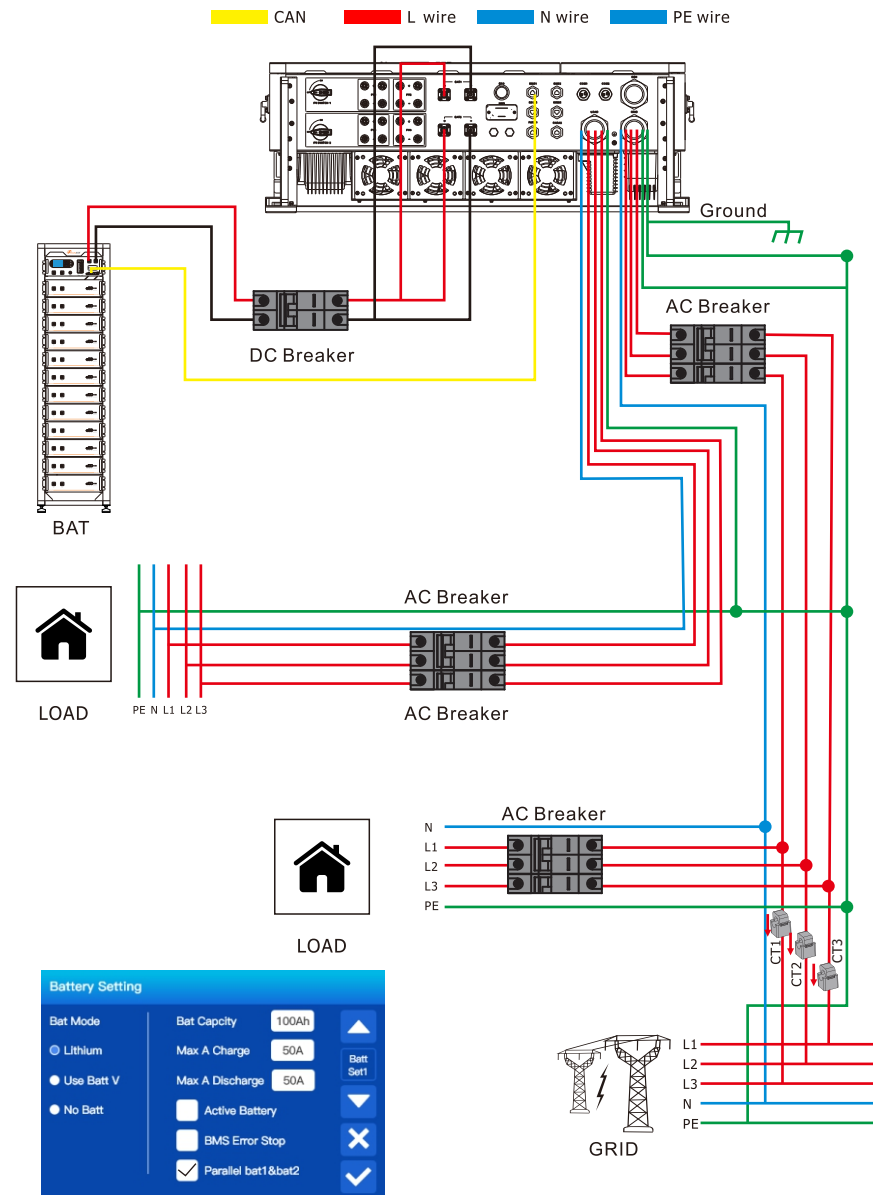 CAN
L wire
N wire
PE wire
Ground
AC Breaker
DC Breaker
BAT
AC Breaker
LOAD
PE N L1 L2 L3
AC Breaker
AC Breaker
N
L1
L2
L3
PE
LOAD
CT1
CT2
CT3
Battery Setting
Bat Mode
Lithium
Use Batt V
No Batt
Bat Capcity 100Ah
Max A Charge 50A
Max A Discharge 50A
Active Battery
BMS Error Stop
Parallel bat1&bat2
Batt
Set1
L1
L2
L3
N
PE
GRID